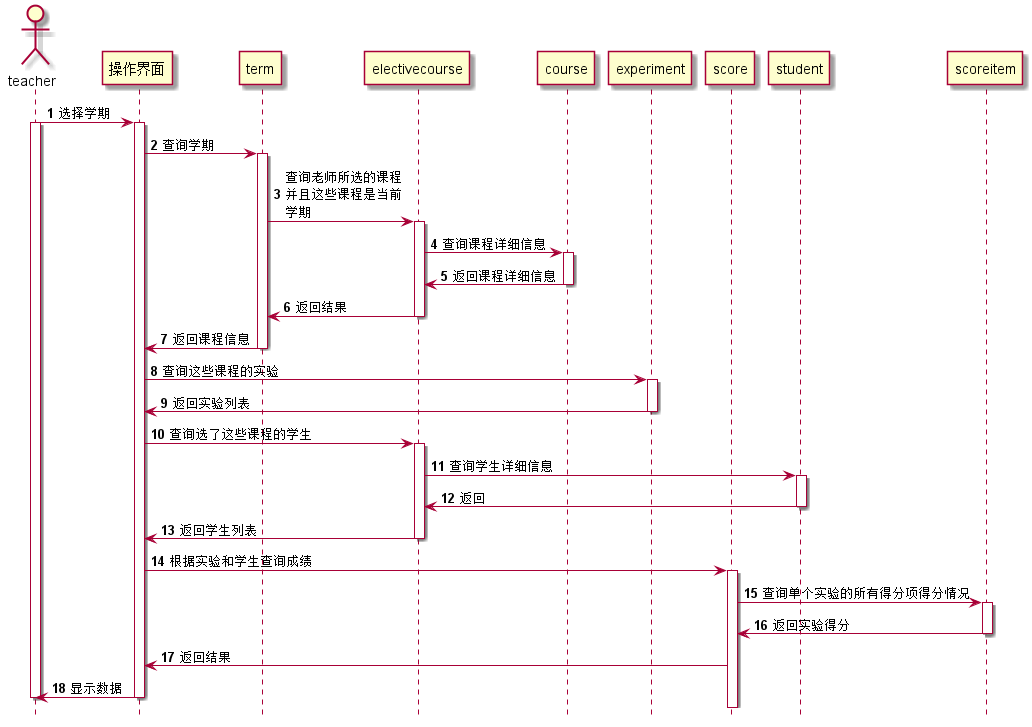 teacher
操作界面
term
electivecourse
course
experiment
score
student
scoreitem
1 选择学期
2 查询学期
查询老师所选的课程
3 并且这些课程是当前
学期
4 查询课程详细信息
5 返回课程详细信息
6 返回结果
7 返回课程信息
8 查询这些课程的实验
9 返回实验列表
10 查询选了这些课程的学生
11 查询学生详细信息
12 返回
13 返回学生列表
14 根据实验和学生查询成绩
15 查询单个实验的所有得分项得分情况
16 返回实验得分
17 返回结果
18 显示数据